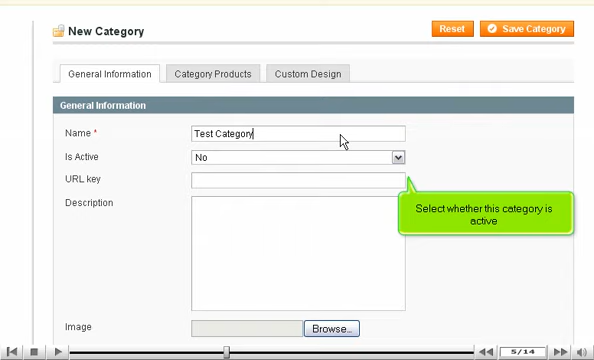 New Category
Reset
Save Category
General Information
Category Products
Custom Design
General Information
Name *
Test Category
Is Active
No
URL key
Select whether this category is
active
Description
Image
Browse...
5/14